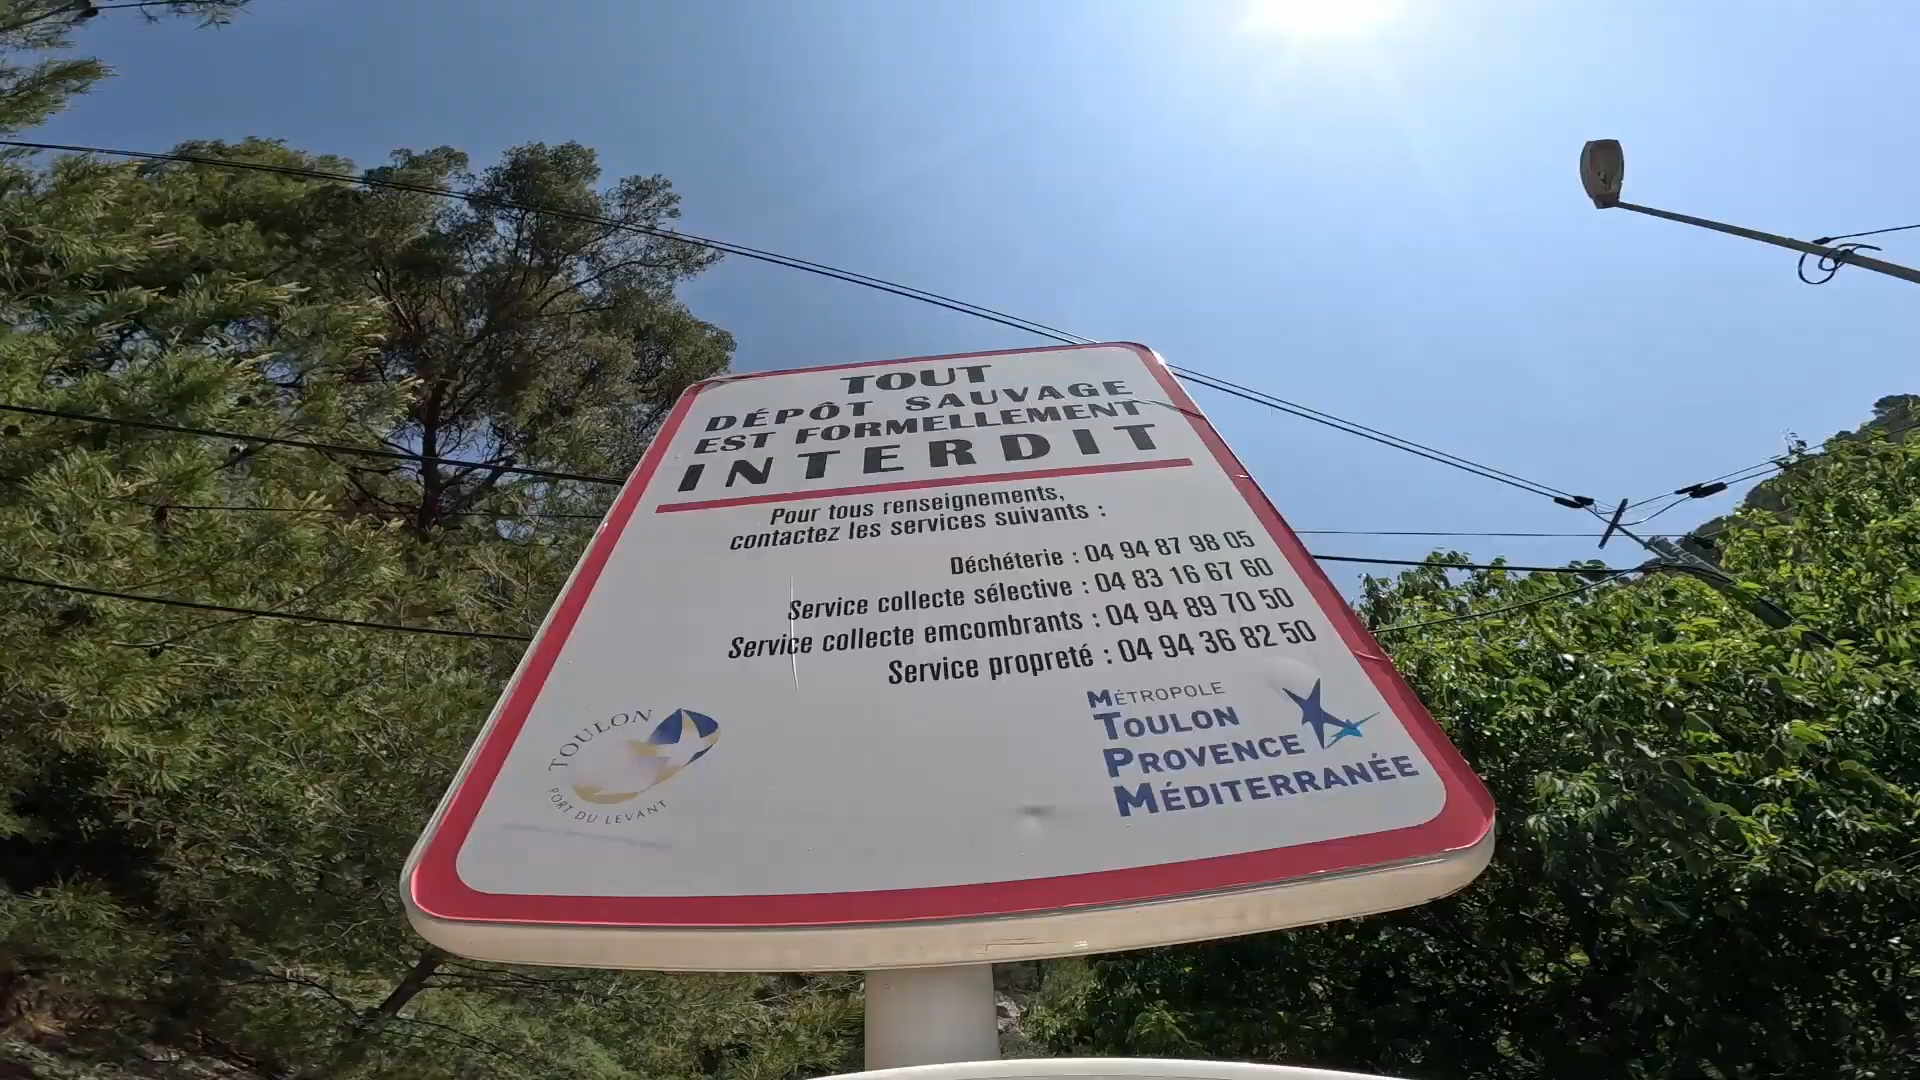 TOUT
DÉPÔT SAUVAGE
EST FORMELLEMENT
INTERDIT
Pour tous renseignements,
contactez les services suivants :
Déchéterie : 04 94 87 98 05
Service collecte sélective : 04 83 16 67 60
Service collecte emcombrants : 04 94 89 70 50
Service propreté : 04 94 36 82 50
TOULON
PORT DU LEVANT
MÉTROPOLE
TOULON
PROVENCE
MÉDITERRANÉE